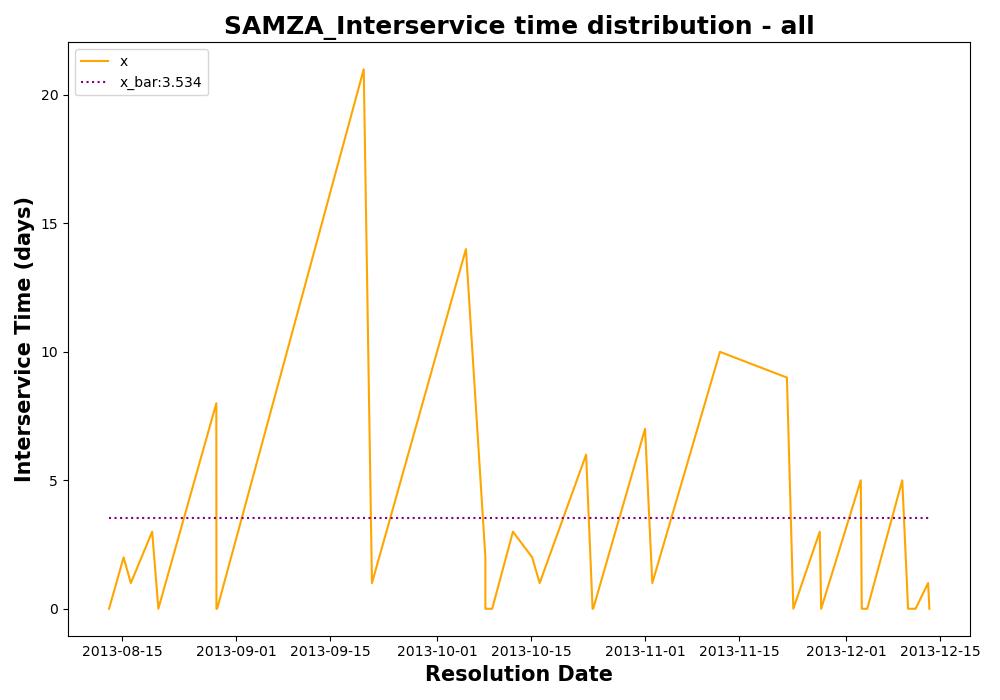 SAMZA_Interservice time distribution - all
x
x_bar:3.534
Interservice Time (days)
20
15
10
5
0
2013-08-15
2013-09-01
2013-09-15
2013-10-01
2013-10-15
2013-11-01
2013-11-15
2013-12-01
2013-12-15
Resolution Date